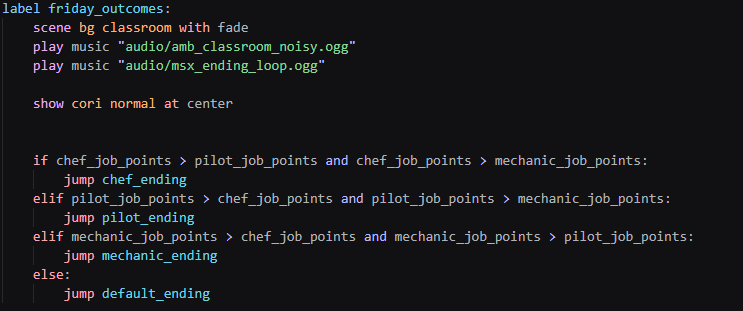 label friday_outcomes:
    scene bg classroom with fade
    play music "audio/amb_classroom_noisy.ogg"
    play music "audio/msx_ending_loop.ogg"
    show cori normal at center
    if chef_job_points > pilot_job_points and chef_job_points > mechanic_job_points:
        jump chef_ending
    elif pilot_job_points > chef_job_points and pilot_job_points > mechanic_job_points:
        jump pilot_ending
    elif mechanic_job_points > chef_job_points and mechanic_job_points > pilot_job_points:
        jump mechanic_ending
    else:
        jump default_ending